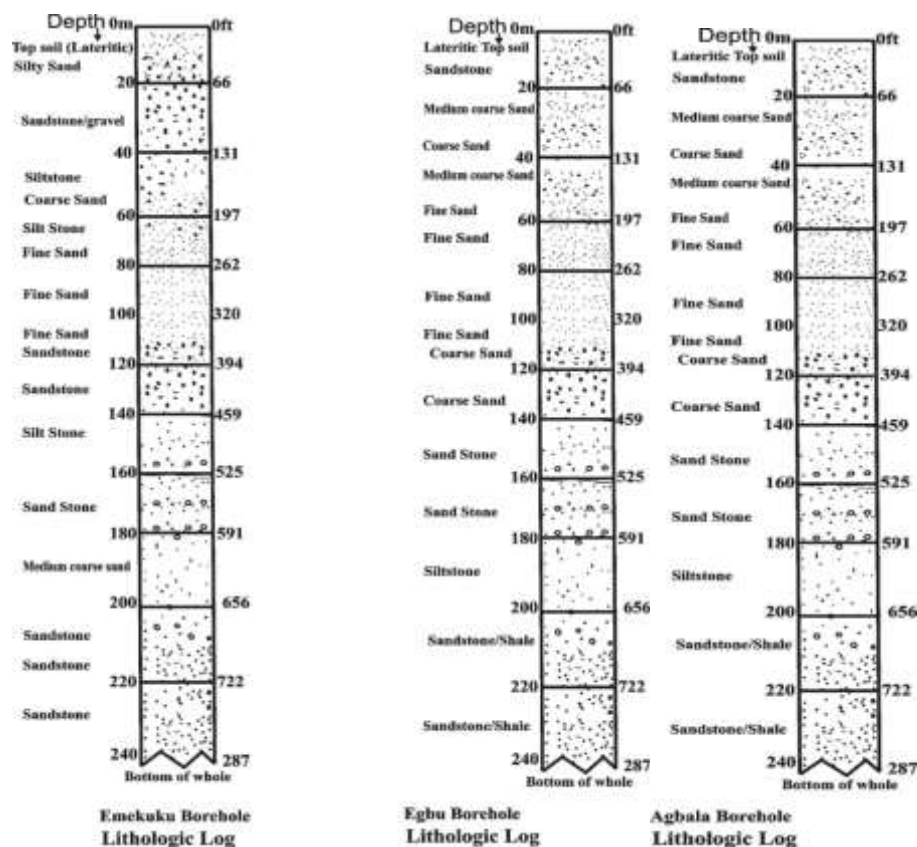 Depth 0m 0ft
Top soil (Lateritic)
Silty Sand
20 66
Sandstone/gravel
40 131
Siltstone
Coarse Sand
60 197
Silt Stone
Fine Sand
80 262
Fine Sand
100 320
Fine Sand
Sandstone
120 394
Sandstone
140 459
Silt Stone
160 525
Sand Stone
180 591
Medium coarse sand
200 656
Sandstone
Sandstone
220 722
Sandstone
240 287
Bottom of whole
Emekuku Borehole
Lithologic Log
Depth 0m 0ft
Lateritic Top soil
Sandstone
20 66
Medium coarse Sand
Coarse Sand
40 131
Medium coarse Sand
Fine Sand
60 197
Fine Sand
80 262
Fine Sand
100 320
Fine Sand
Coarse Sand
120 394
Coarse Sand
140 459
Sand Stone
160 525
Sand Stone
180 591
Siltstone
200 656
Sandstone/Shale
220 722
Sandstone/Shale
240 287
Bottom of whole
Egbu Borehole
Lithologic Log
Depth 0m 0ft
Lateritic Top soil
Sandstone
20 66
Medium coarse Sand
Coarse Sand
40 131
Medium coarse Sand
Fine Sand
60 197
Fine Sand
80 262
Fine Sand
100 320
Fine Sand
Coarse Sand
120 394
Coarse Sand
140 459
Sand Stone
160 525
Sand Stone
180 591
Siltstone
200 656
Sandstone/Shale
220 722
Sandstone/Shale
240 287
Bottom of whole
Agbala Borehole
Lithologic Log